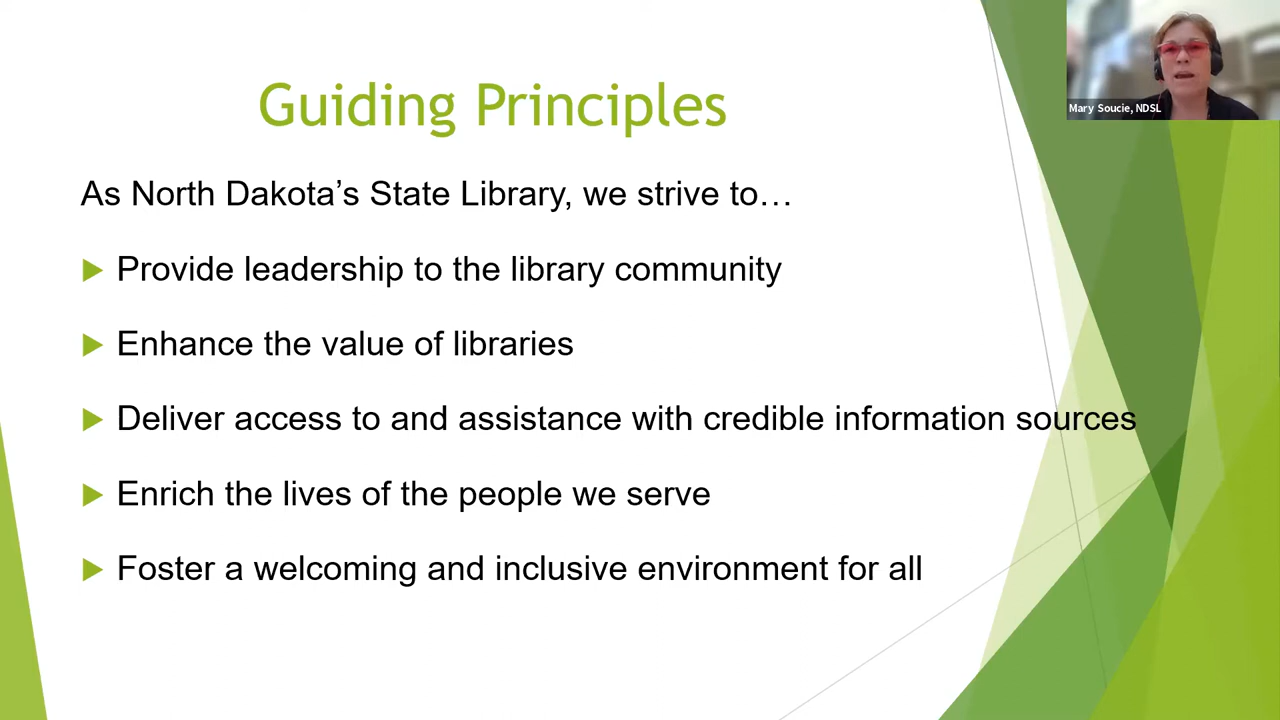 Guiding Principles
Mary Soucie, NDSL
As North Dakota’s State Library, we strive to…
Provide leadership to the library community
Enhance the value of libraries
Deliver access to and assistance with credible information sources
Enrich the lives of the people we serve
Foster a welcoming and inclusive environment for all